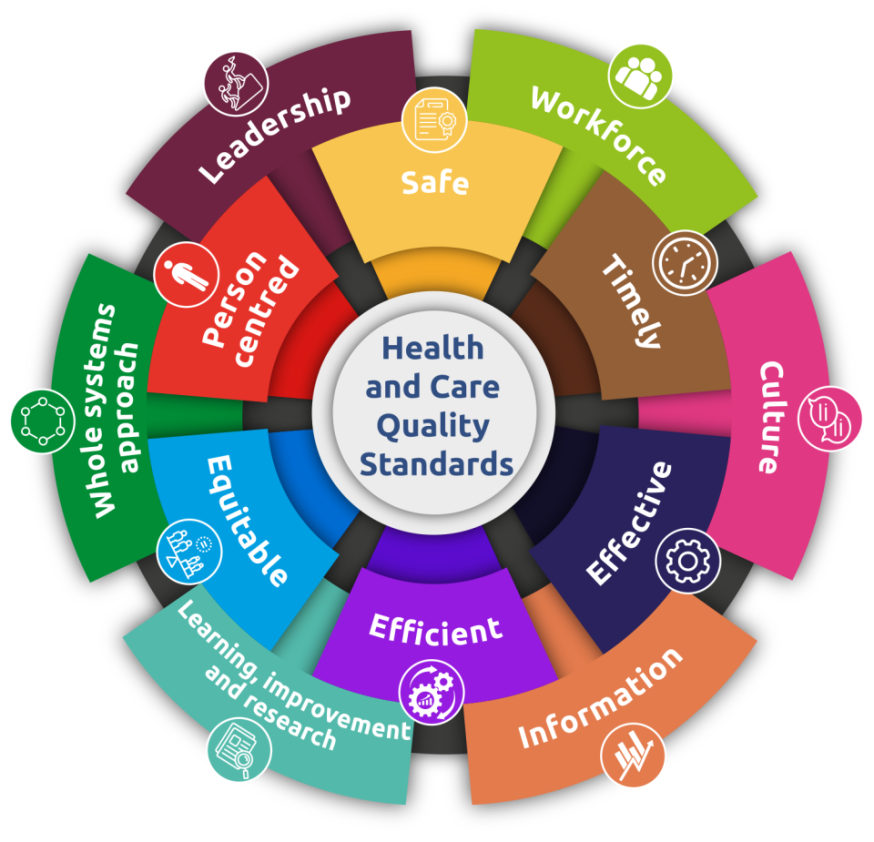 Health
and Care
Quality
Standards
Safe
Timely
Effective
Efficient
Equitable
Person
centred
Leadership
Workforce
Culture
Information
Learning, improvement
and research
Whole systems
approach